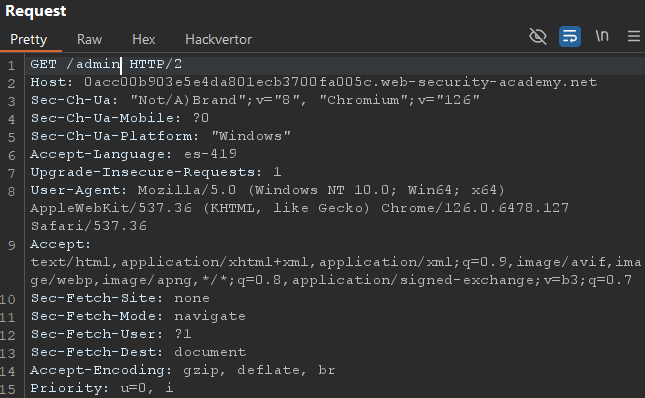 Request
Pretty Raw Hex Hackvertor \n
1 GET /admin HTTP/2
2 Host: 0acc00b903e5e4da801ecb3700fa005c.web-security-academy.net
3 Sec-Ch-Ua: "Not/A)Brand";v="8", "Chromium";v="126"
4 Sec-Ch-Ua-Mobile: ?0
5 Sec-Ch-Ua-Platform: "Windows"
6 Accept-Language: es-419
7 Upgrade-Insecure-Requests: 1
8 User-Agent: Mozilla/5.0 (Windows NT 10.0; Win64; x64)
AppleWebKit/537.36 (KHTML, like Gecko) Chrome/126.0.6478.127
Safari/537.36
9 Accept:
text/html,application/xhtml+xml,application/xml;q=0.9,image/avif,ima
ge/webp,image/apng,*/*;q=0.8,application/signed-exchange;v=b3;q=0.7
10 Sec-Fetch-Site: none
11 Sec-Fetch-Mode: navigate
12 Sec-Fetch-User: ?1
13 Sec-Fetch-Dest: document
14 Accept-Encoding: gzip, deflate, br
15 Priority: u=0, i